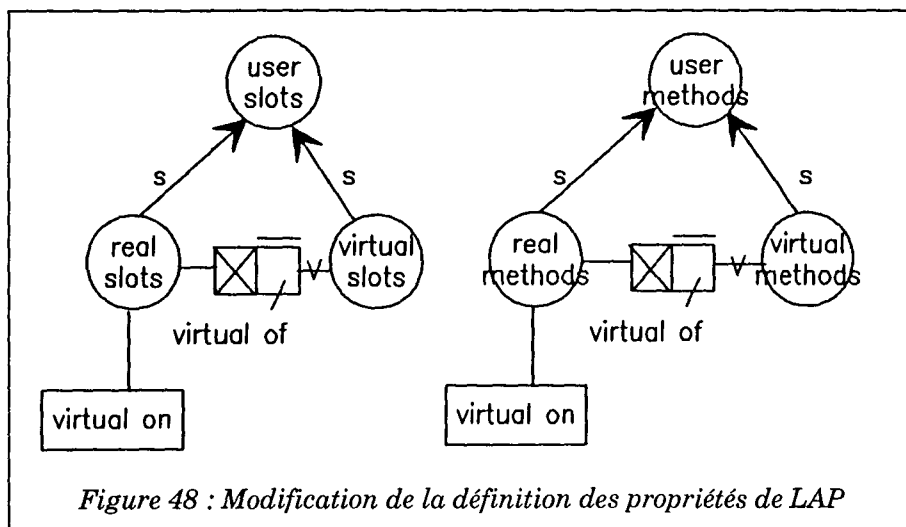 user
slots
s
s
real
slots
virtual
slots
V
virtual of
virtual on
user
methods
s
s
real
methods
virtual
methods
V
virtual of
virtual on
Figure 48 : Modification de la définition des propriétés de LAP